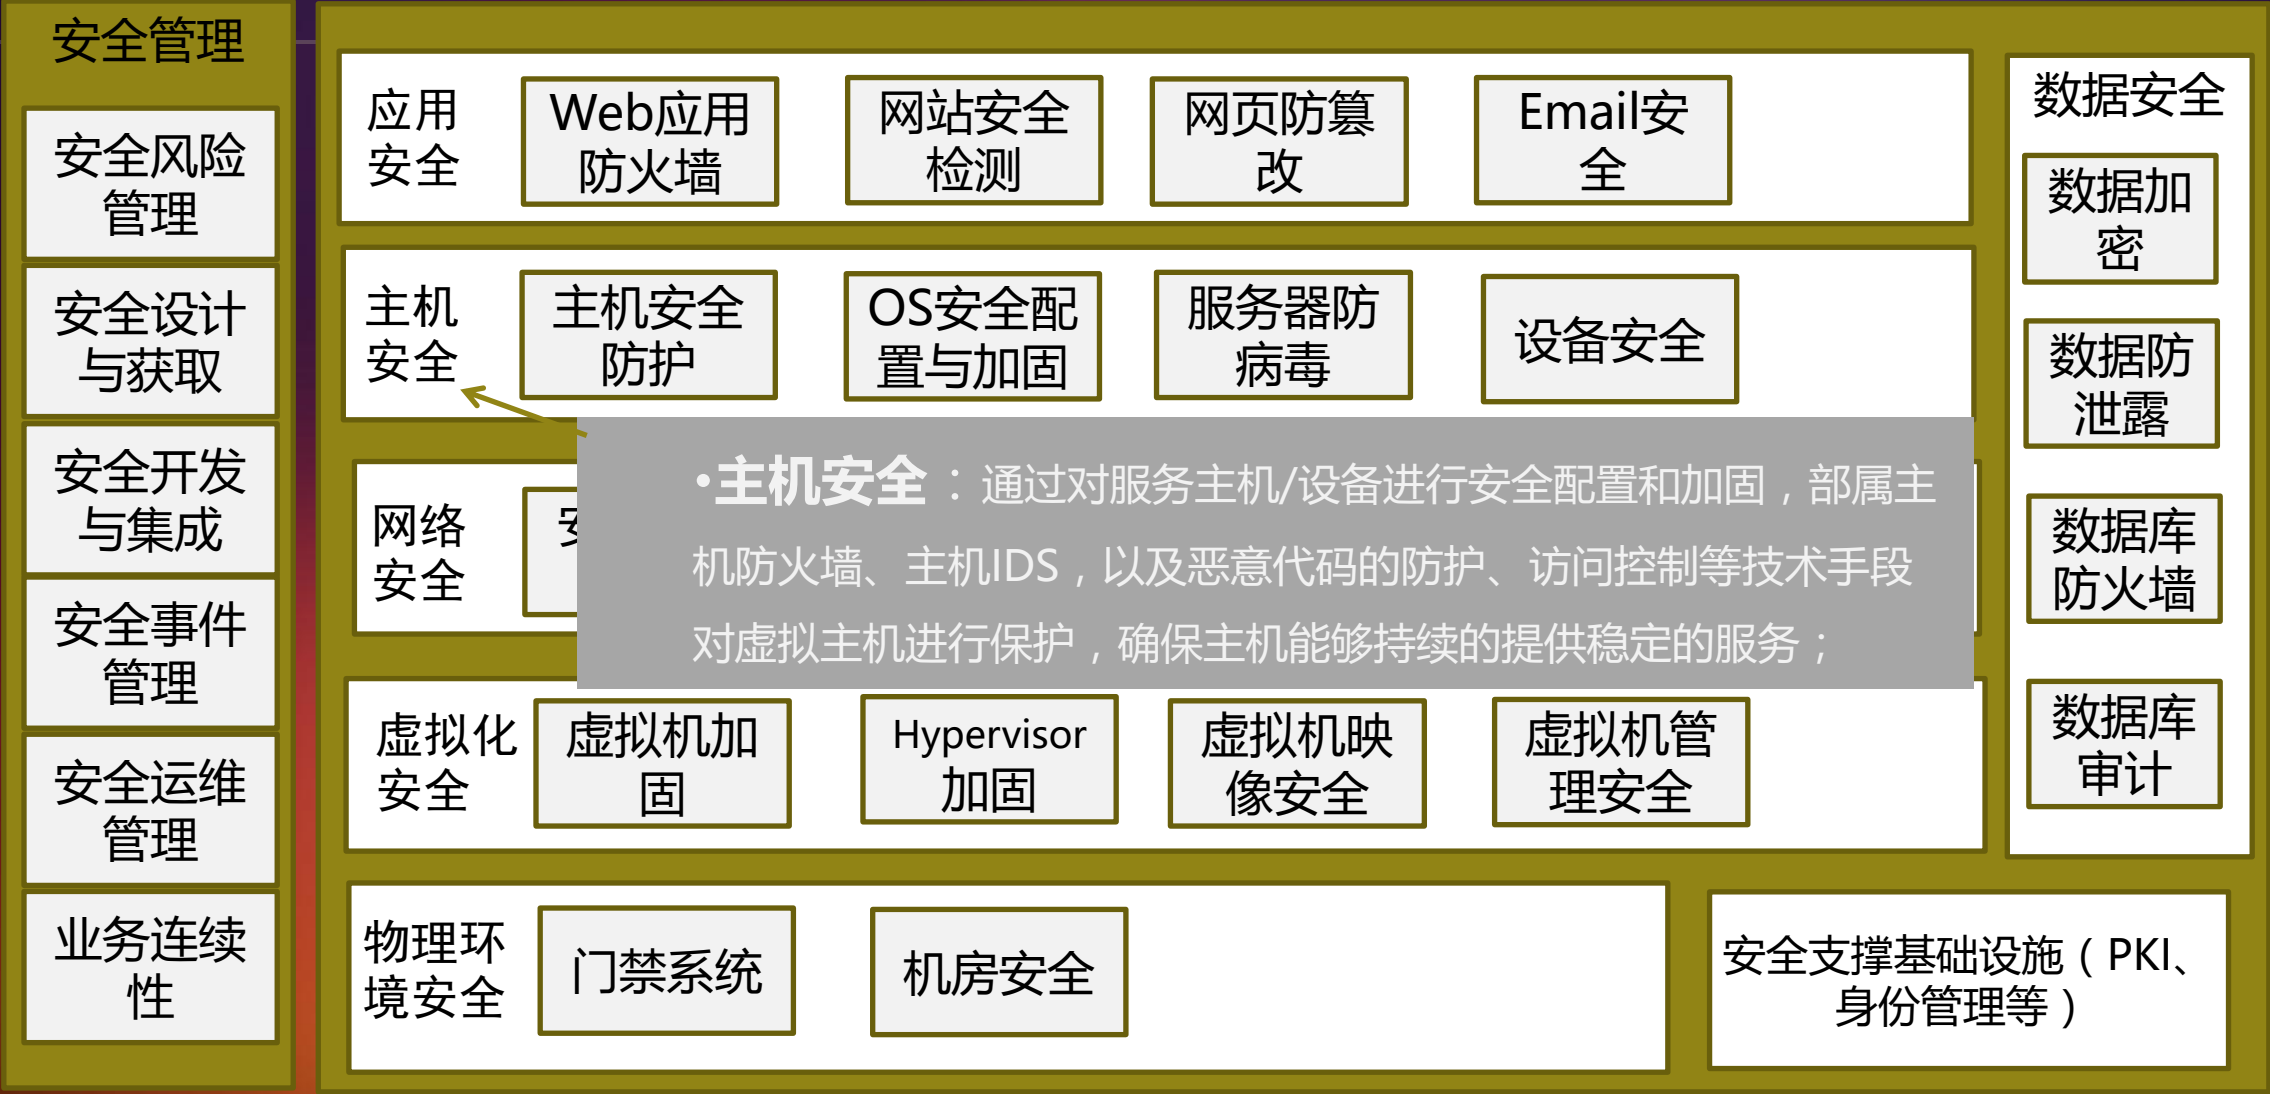 安全管理
安全风险
管理
安全设计
与获取
安全开发
与集成
安全事件
管理
安全运维
管理
业务连续
性
应用
安全
Web应用
防火墙
网站安全
检测
网页防篡
改
Email安
全
主机
安全
主机安全
防护
OS安全配
置与加固
服务器防
病毒
设备安全
•主机安全：通过对服务主机/设备进行安全配置和加固，部属主
机防火墙、主机IDS，以及恶意代码的防护、访问控制等技术手段
对虚拟主机进行保护，确保主机能够持续的提供稳定的服务；
网络
安全
虚拟化
安全
虚拟机加
固
Hypervisor
加固
虚拟机映
像安全
虚拟机管
理安全
物理环
境安全
门禁系统
机房安全
数据安全
数据加
密
数据防
泄露
数据库
防火墙
数据库
审计
安全支撑基础设施（PKI、
身份管理等）